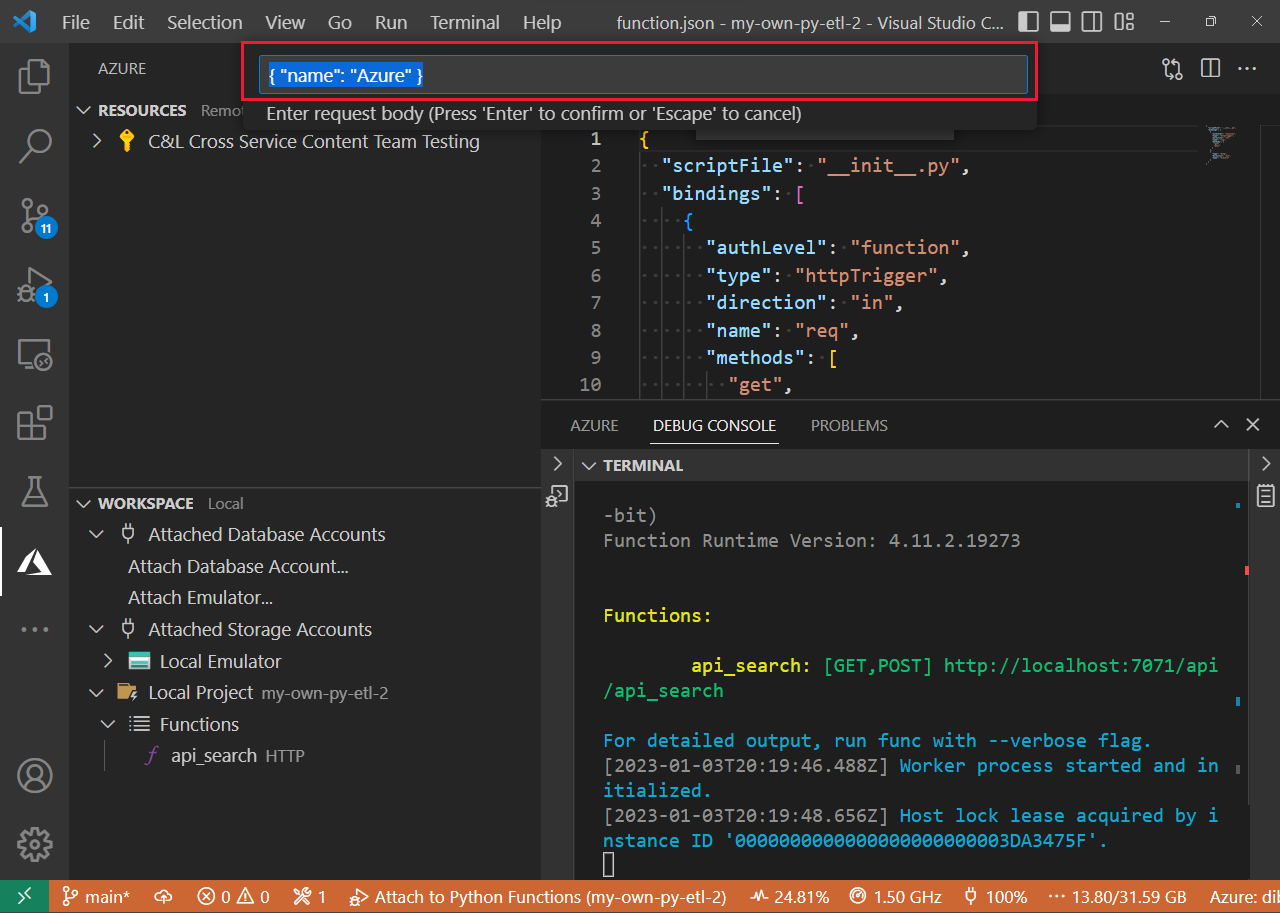 File Edit Selection View Go Run Terminal Help function.json - my-own-py-etl-2 - Visual Studio C...
AZURE
{ "name": "Azure" }
Enter request body (Press 'Enter' to confirm or 'Escape' to cancel)
RESOURCES Remot
C&L Cross Service Content Team Testing
11
1
1 {
2 "scriptFile": "__init__.py",
3 "bindings": [
4 {
5 "authLevel": "function",
6 "type": "httpTrigger",
7 "direction": "in",
8 "name": "req",
9 "methods": [
10 "get",
AZURE DEBUG CONSOLE PROBLEMS
TERMINAL
-bit)
Function Runtime Version: 4.11.2.19273
Functions:
api_search: [GET,POST] http://localhost:7071/api
/api_search
For detailed output, run func with --verbose flag.
[2023-01-03T20:19:46.488Z] Worker process started and in
itialized.
[2023-01-03T20:19:48.656Z] Host lock lease acquired by i
nstance ID '0000000000000000000000003DA3475F'.
WORKSPACE Local
Attached Database Accounts
Attach Database Account...
Attach Emulator...
Attached Storage Accounts
Local Emulator
Local Project my-own-py-etl-2
Functions
api_search HTTP
main* 0 0 1 Attach to Python Functions (my-own-py-etl-2) 24.81% 1.50 GHz 100% 13.80/31.59 GB Azure: dib